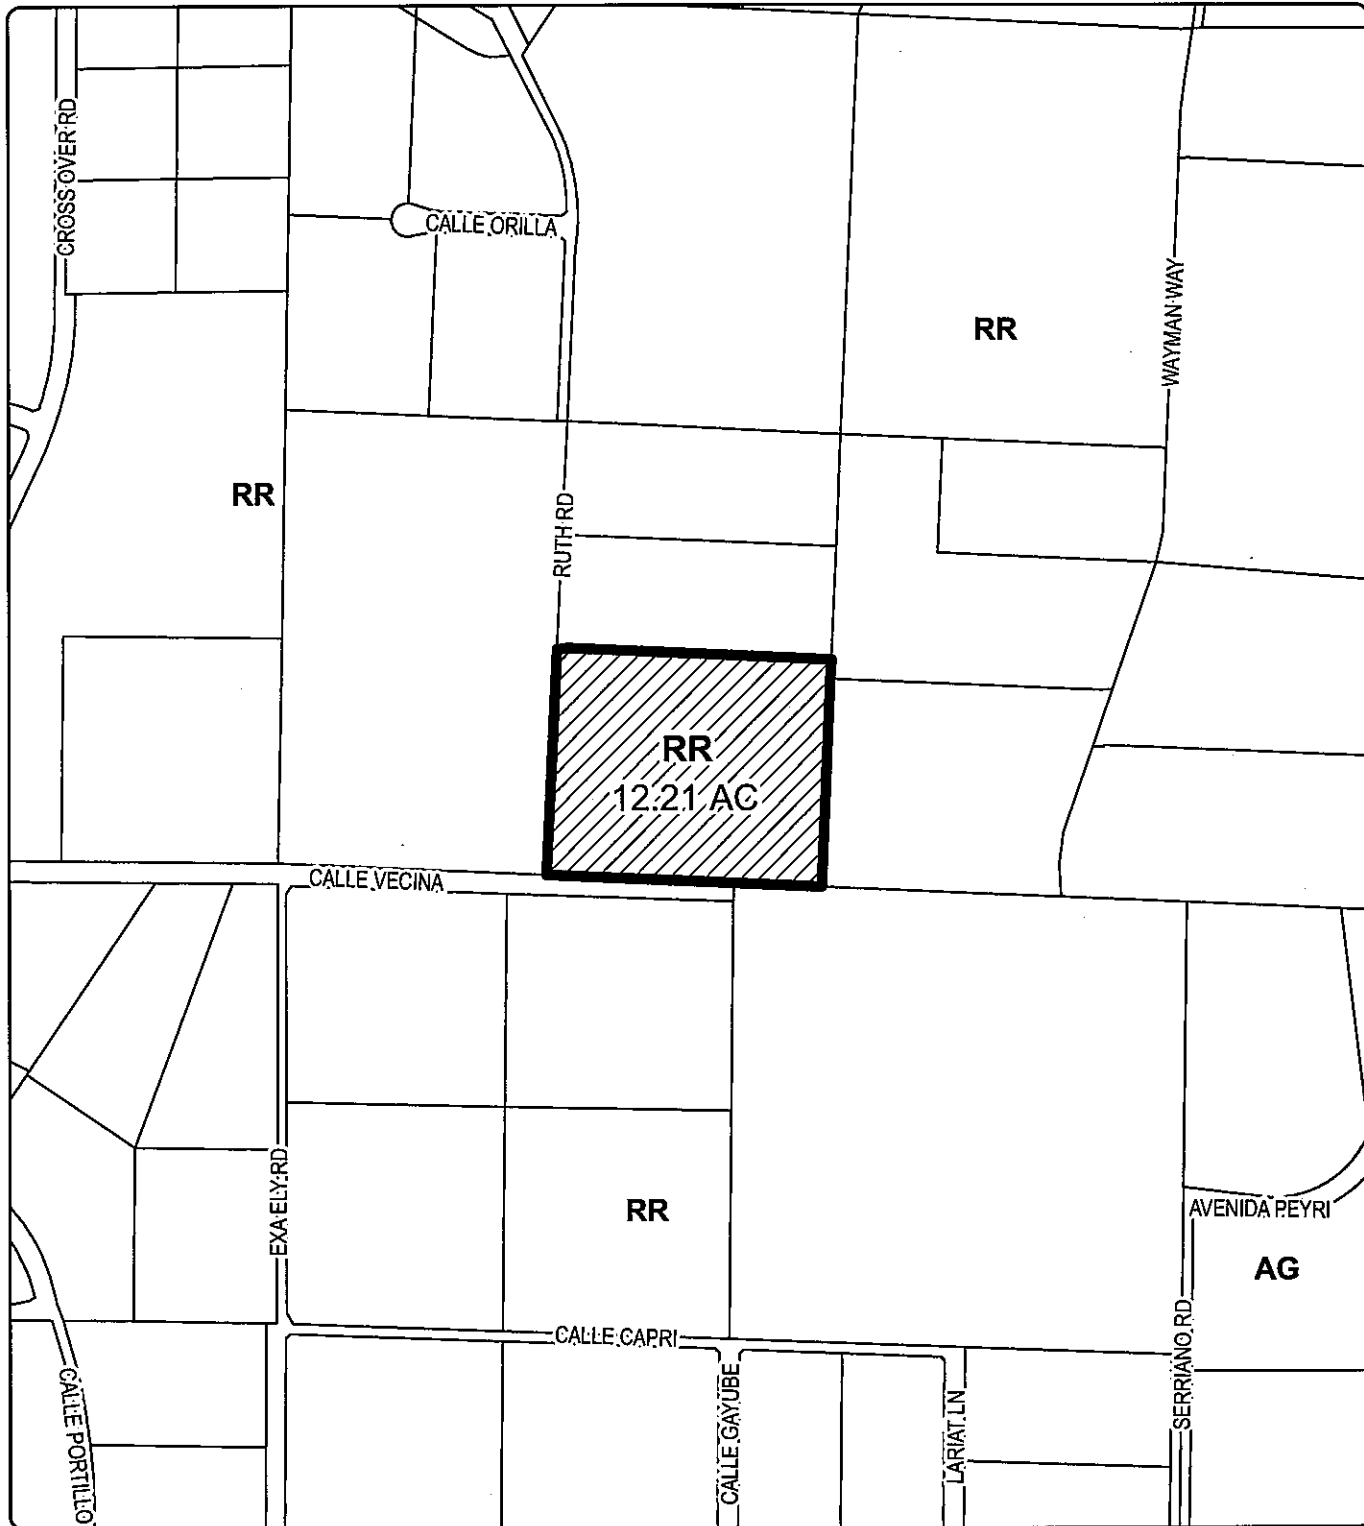 CROSS OVER RD
CALLE ORILLA
WAYMAN WAY
RR
RR
RUTH RD
RR
12.21 AC
CALLE VECINA
EXA ELY RD
RR
AVENIDA PEYRI
AG
CALLE CAPRI
SERRIANO RD
CALLE PORTILLO
CALLE GAYUBE
LARIAT LN